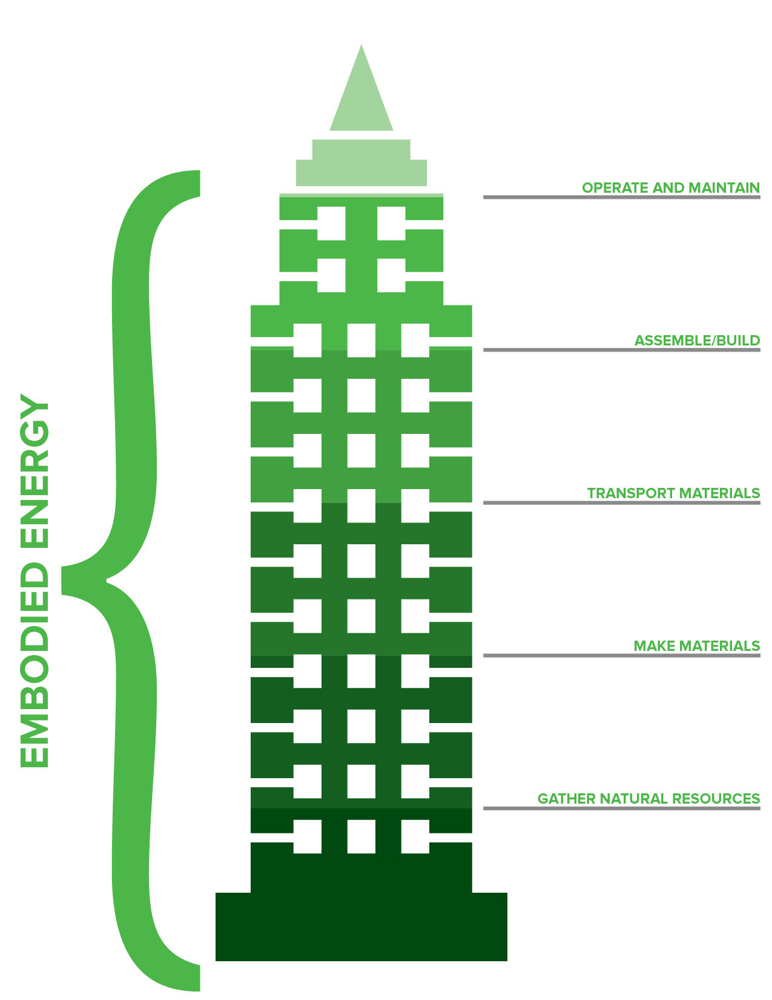 EMBODIED ENERGY
OPERATE AND MAINTAIN
ASSEMBLE/BUILD
TRANSPORT MATERIALS
MAKE MATERIALS
GATHER NATURAL RESOURCES